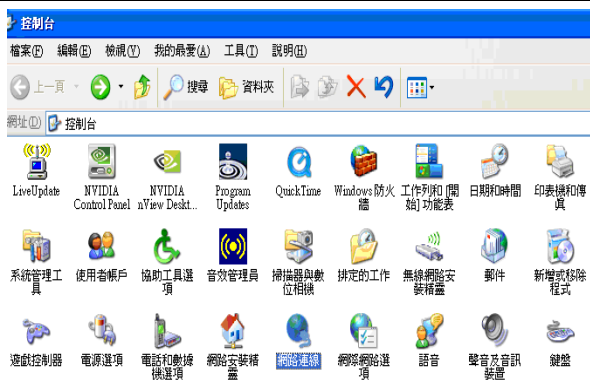 控制台
檔案(F) 編輯(E) 檢視(V) 我的最愛(A) 工具(T) 說明(H)
上一頁 搜尋 資料夾
網址(D) 控制台
LiveUpdate NVIDIA NVIDIA Program QuickTime Windows 防火 工作列和 [開 日期和時間 印表機和傳
Control Panel nView Deskt... Updates 牆 始] 功能表 真
系統管理工 使用者帳戶 協助工具選 音效管理員 掃描器與數 排定的工作 無線網路安 郵件 新增或移除
具 項 位相機 裝精靈 程式
遊戲控制器 電源選項 電話和數據 網路安裝精 網路連線 網際網路選 語音 聲音及音訊 鍵盤
機選項 靈 項 裝置